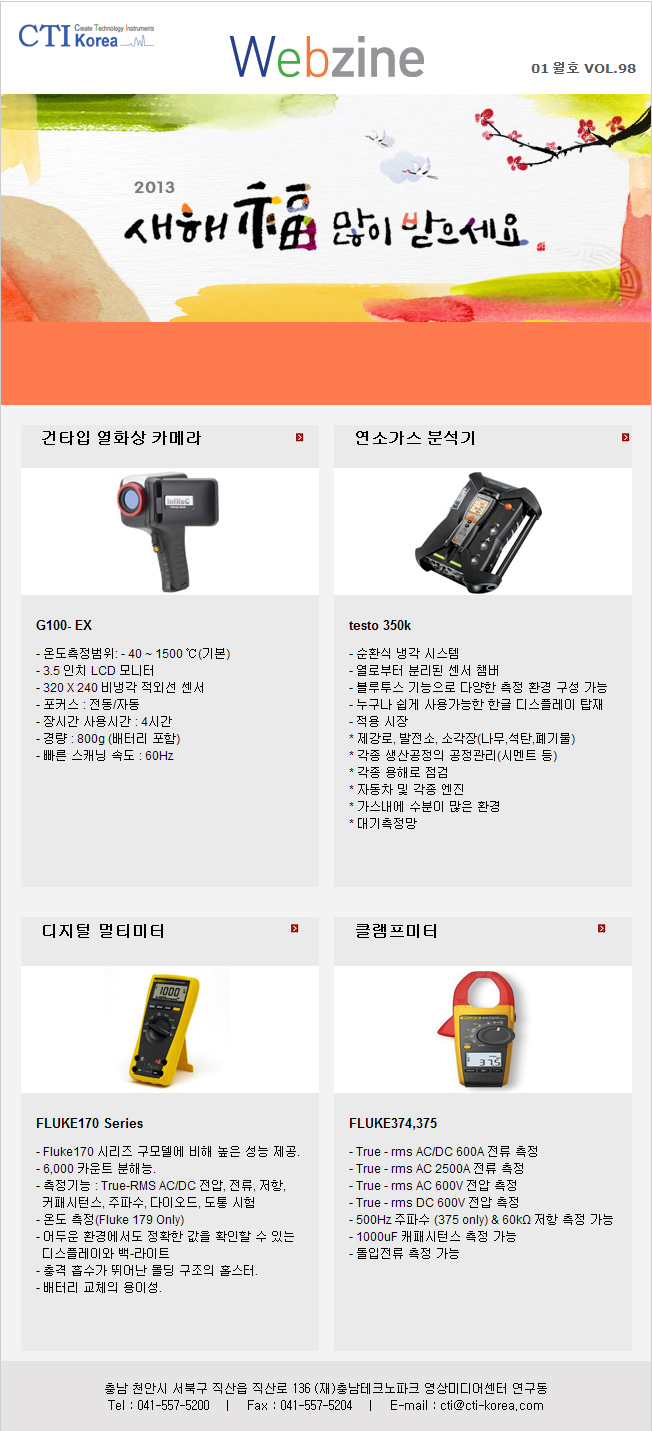 CTI Create Technology Instruments
Korea
Webzine
01 월호 VOL.98
2013
새해 福 많이 받으세요
건타입 열화상 카메라
InfReC
G100- EX
- 온도측정범위: - 40 ~ 1500 ℃(기본)
- 3.5 인치 LCD 모니터
- 320 X 240 비냉각 적외선 센서
- 포커스 : 전동/자동
- 장시간 사용시간 : 4시간
- 경량 : 800g (배터리 포함)
- 빠른 스캐닝 속도 : 60Hz
연소가스 분석기
testo 350k
- 순환식 냉각 시스템
- 열로부터 분리된 센서 챔버
- 블루투스 기능으로 다양한 측정 환경 구성 가능
- 누구나 쉽게 사용가능한 한글 디스플레이 탑재
- 적용 시장
* 제강로, 발전소, 소각장(나무,석탄,폐기물)
* 각종 생산공정의 공정관리(시멘트 등)
* 각종 용해로 점검
* 자동차 및 각종 엔진
* 가스내에 수분이 많은 환경
* 대기측정망
디지털 멀티미터
1000
FLUKE170 Series
- Fluke170 시리즈 구모델에 비해 높은 성능 제공.
- 6,000 카운트 분해능.
- 측정기능 : True-RMS AC/DC 전압, 전류, 저항,
커패시턴스, 주파수, 다이오드, 도통 시험
- 온도 측정(Fluke 179 Only)
- 어두운 환경에서도 정확한 값을 확인할 수 있는
디스플레이와 백-라이트
- 충격 흡수가 뛰어난 몰딩 구조의 홀스터.
- 배터리 교체의 용이성.
클램프미터
37.5
FLUKE374,375
- True - rms AC/DC 600A 전류 측정
- True - rms AC 2500A 전류 측정
- True - rms AC 600V 전압 측정
- True - rms DC 600V 전압 측정
- 500Hz 주파수 (375 only) & 60kΩ 저항 측정 가능
- 1000uF 캐패시턴스 측정 가능
- 돌입전류 측정 가능
충남 천안시 서북구 직산읍 직산로 136 (재)충남테크노파크 영상미디어센터 연구동
Tel : 041-557-5200 | Fax : 041-557-5204 | E-mail : cti@cti-korea.com